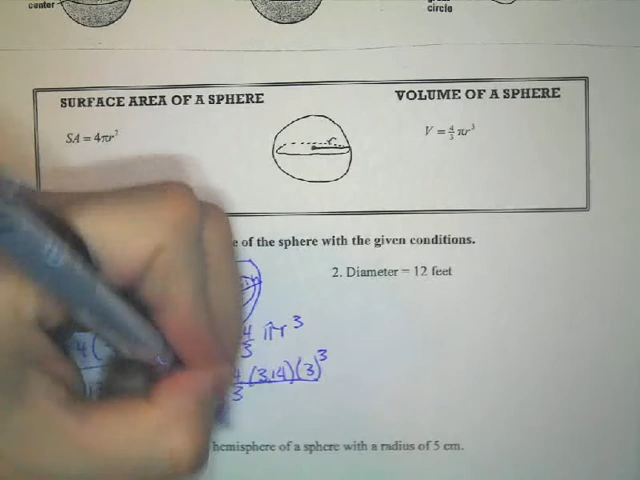 center
great
circle
SURFACE AREA OF A SPHERE
VOLUME OF A SPHERE
SA = 4πr²
r
V = 4/3 πr³
e of the sphere with the given conditions.
2. Diameter = 12 feet
4/3 πr³
4(
4/3 (3.14)(3)³
hemisphere of a sphere with a radius of 5 cm.